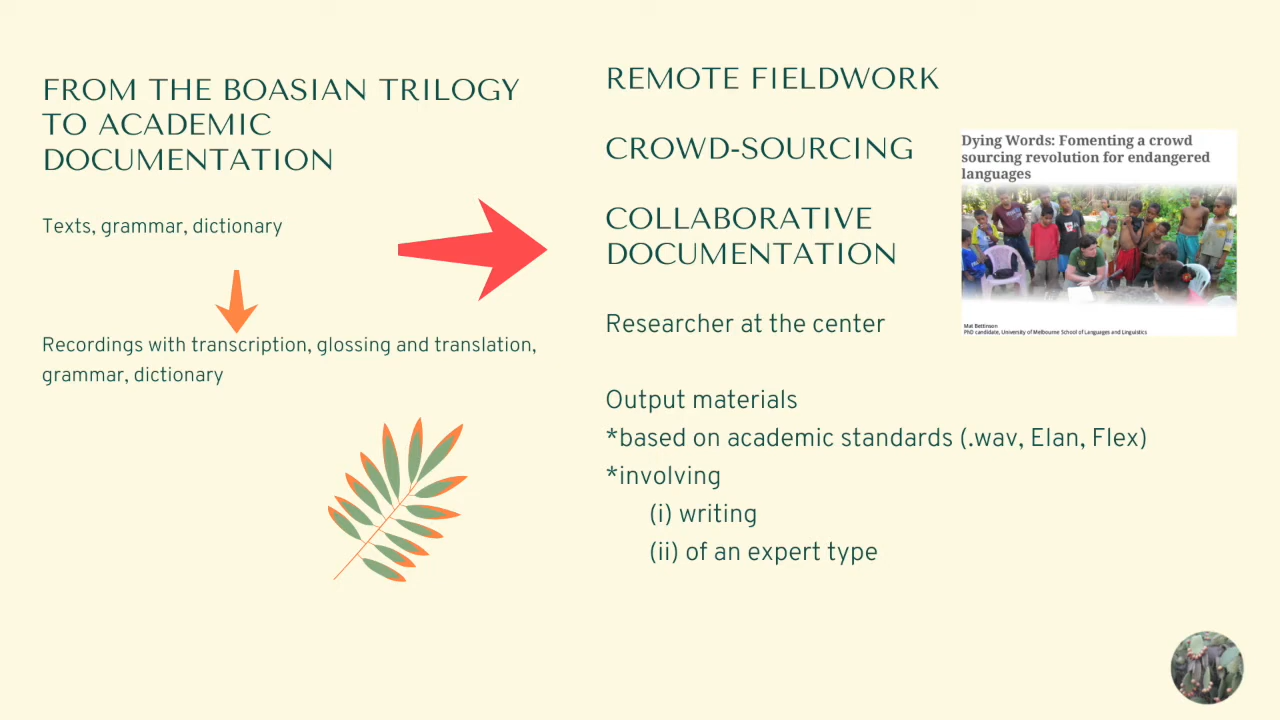 FROM THE BOASIAN TRILOGY
TO ACADEMIC
DOCUMENTATION
Texts, grammar, dictionary
Recordings with transcription, glossing and translation,
grammar, dictionary
REMOTE FIELDWORK
CROWD-SOURCING
COLLABORATIVE
DOCUMENTATION
Researcher at the center
Output materials
*based on academic standards (.wav, Elan, Flex)
*involving
(i) writing
(ii) of an expert type
Dying Words: Fomenting a crowd
sourcing revolution for endangered
languages
Mat Bettinson
PhD candidate, University of Melbourne School of Languages and Linguistics